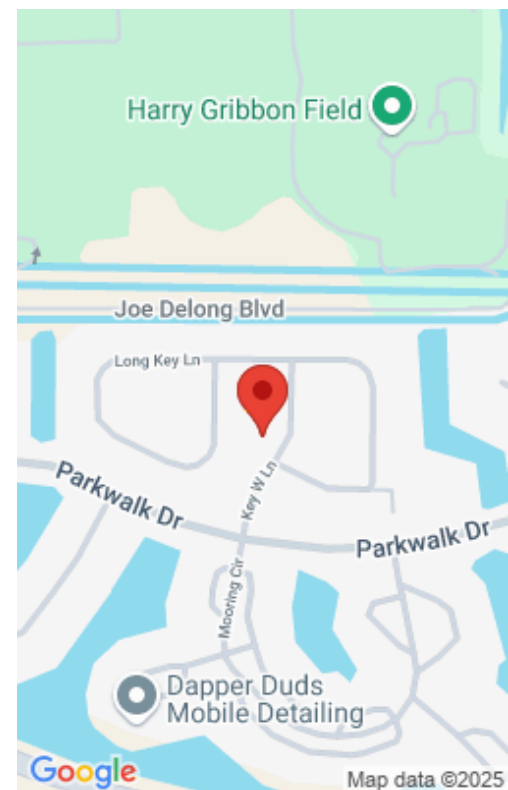 Harry Gribbon Field
Joe Delong Blvd
Long Key Ln
Parkwalk Dr
Key W Ln
Parkwalk Dr
Mooring Cir
Dapper Duds
Mobile Detailing
Google
Map data ©2025